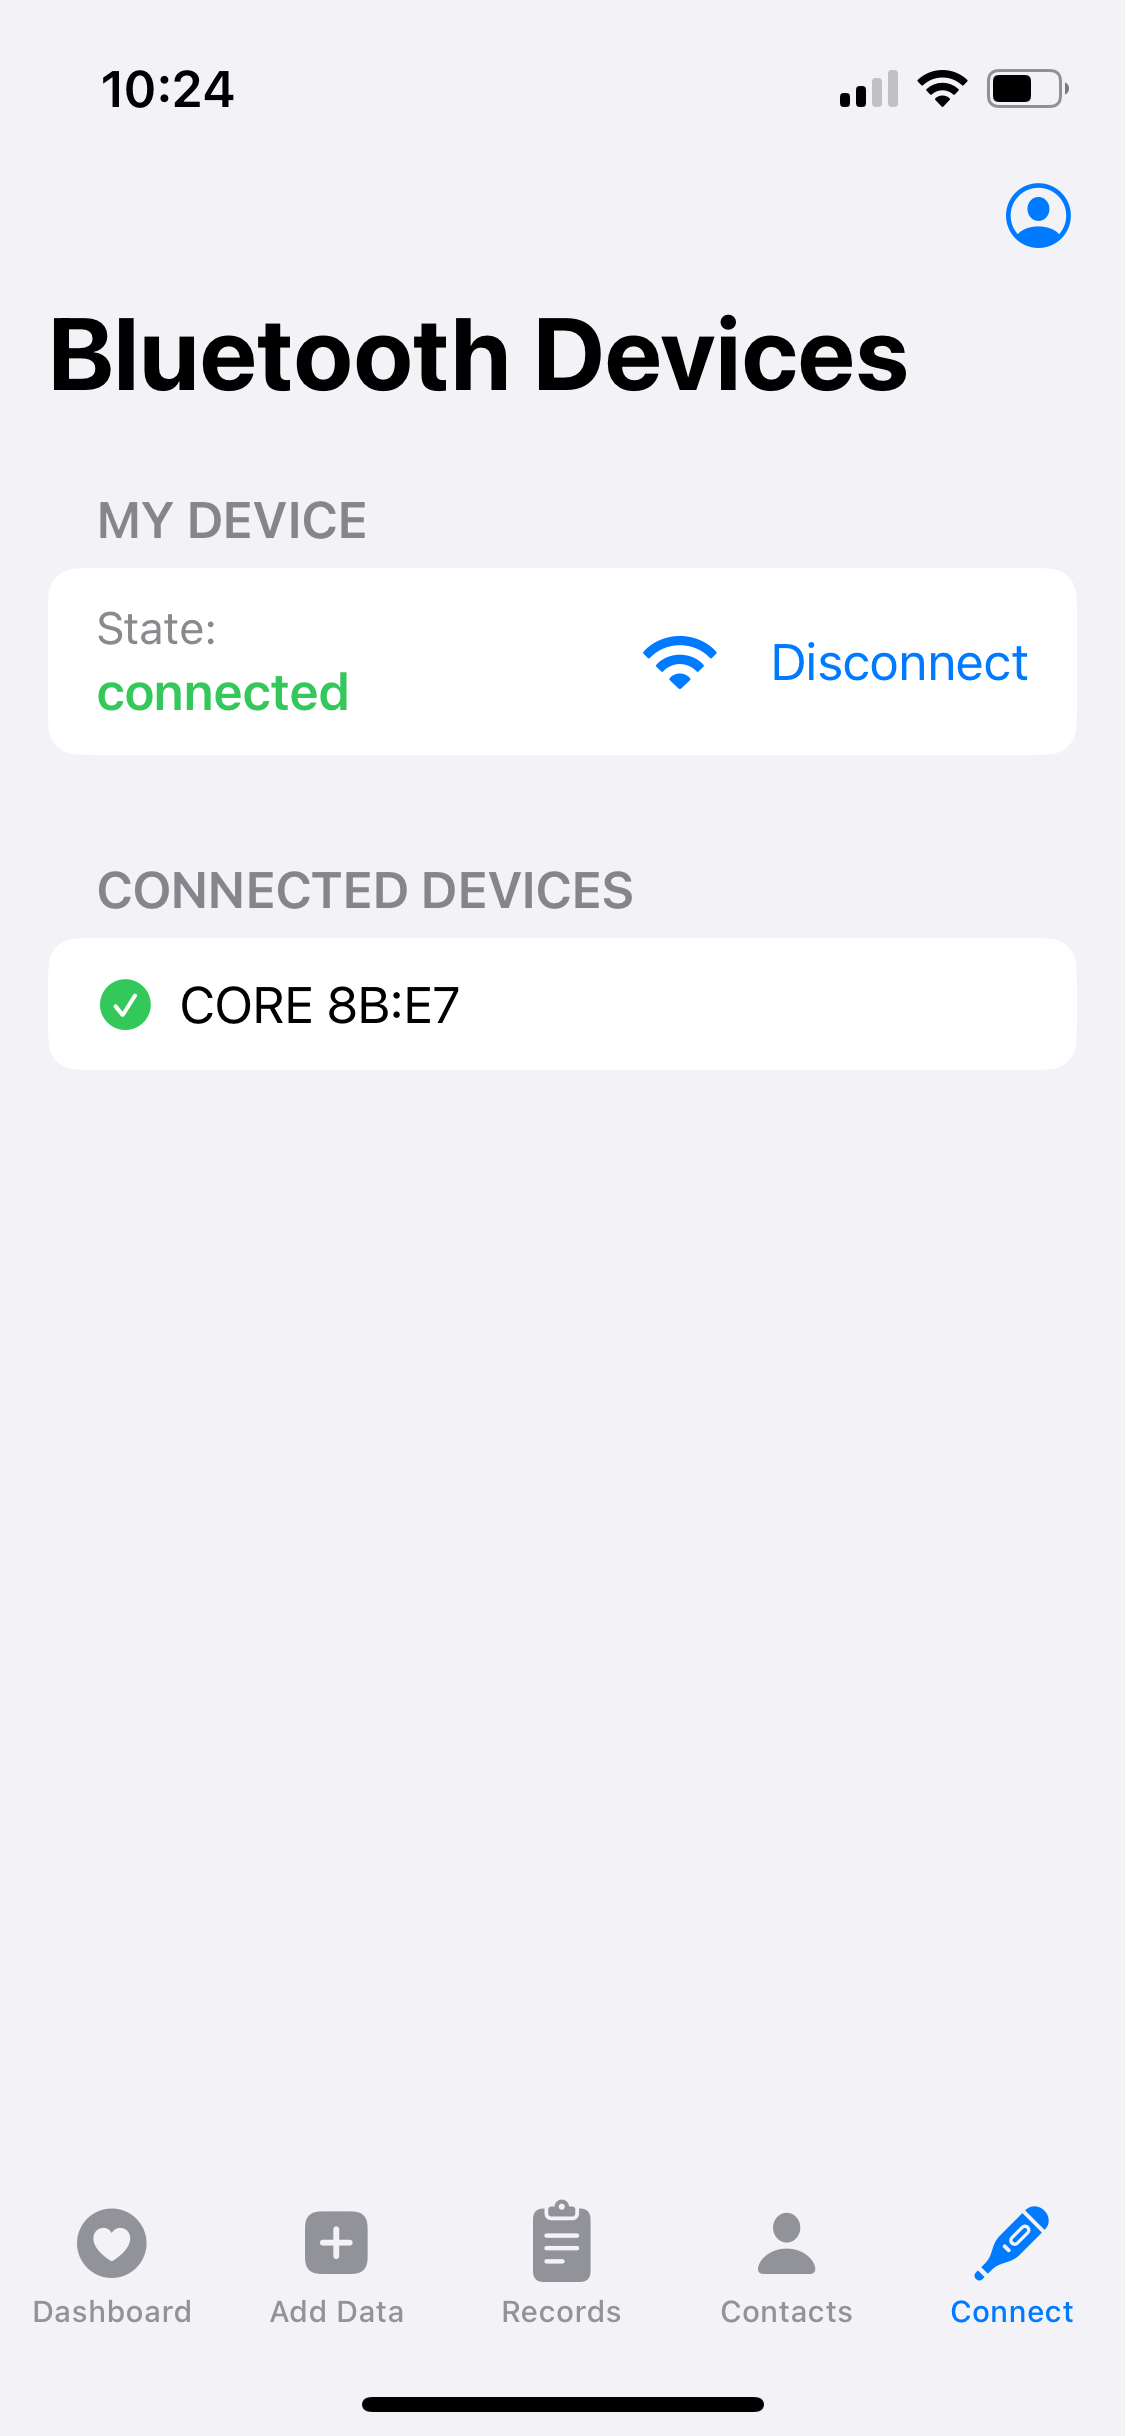 10:24
Bluetooth Devices
MY DEVICE
State:
connected
Disconnect
CONNECTED DEVICES
CORE 8B:E7
Dashboard
Add Data
Records
Contacts
Connect